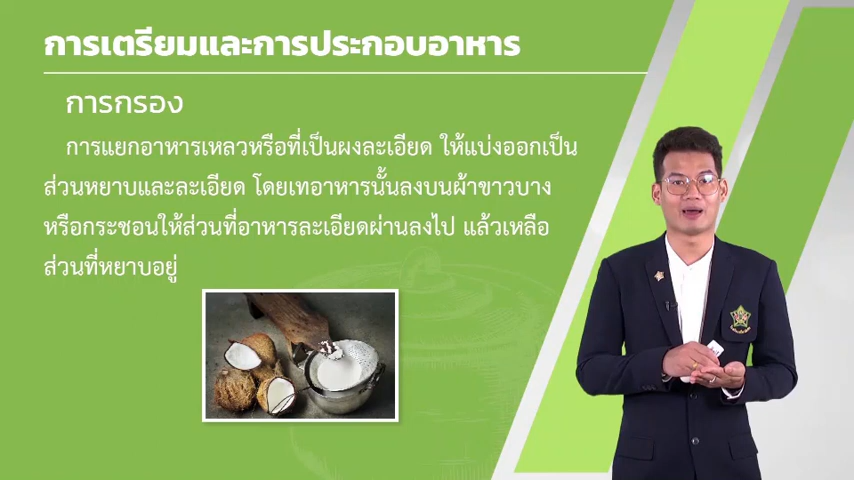 การเตรียมและการประกอบอาหาร
การกรอง
การแยกอาหารเหลวหรือที่เป็นผงละเอียด ให้แบ่งออกเป็น
ส่วนหยาบและละเอียด โดยเทอาหารนั้นลงบนผ้าขาวบาง
หรือกระชอนให้ส่วนที่อาหารละเอียดผ่านลงไป แล้วเหลือ
ส่วนที่หยาบอยู่